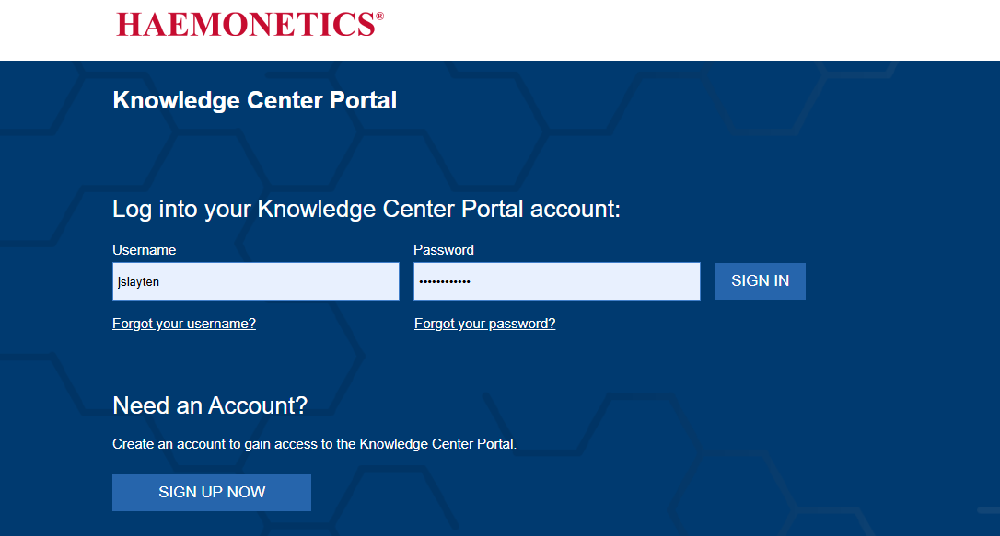 HAEMONETICS®
Knowledge Center Portal
Log into your Knowledge Center Portal account:
Username Password
jslayten •••••••••••• SIGN IN
Forgot your username? Forgot your password?
Need an Account?
Create an account to gain access to the Knowledge Center Portal.
SIGN UP NOW